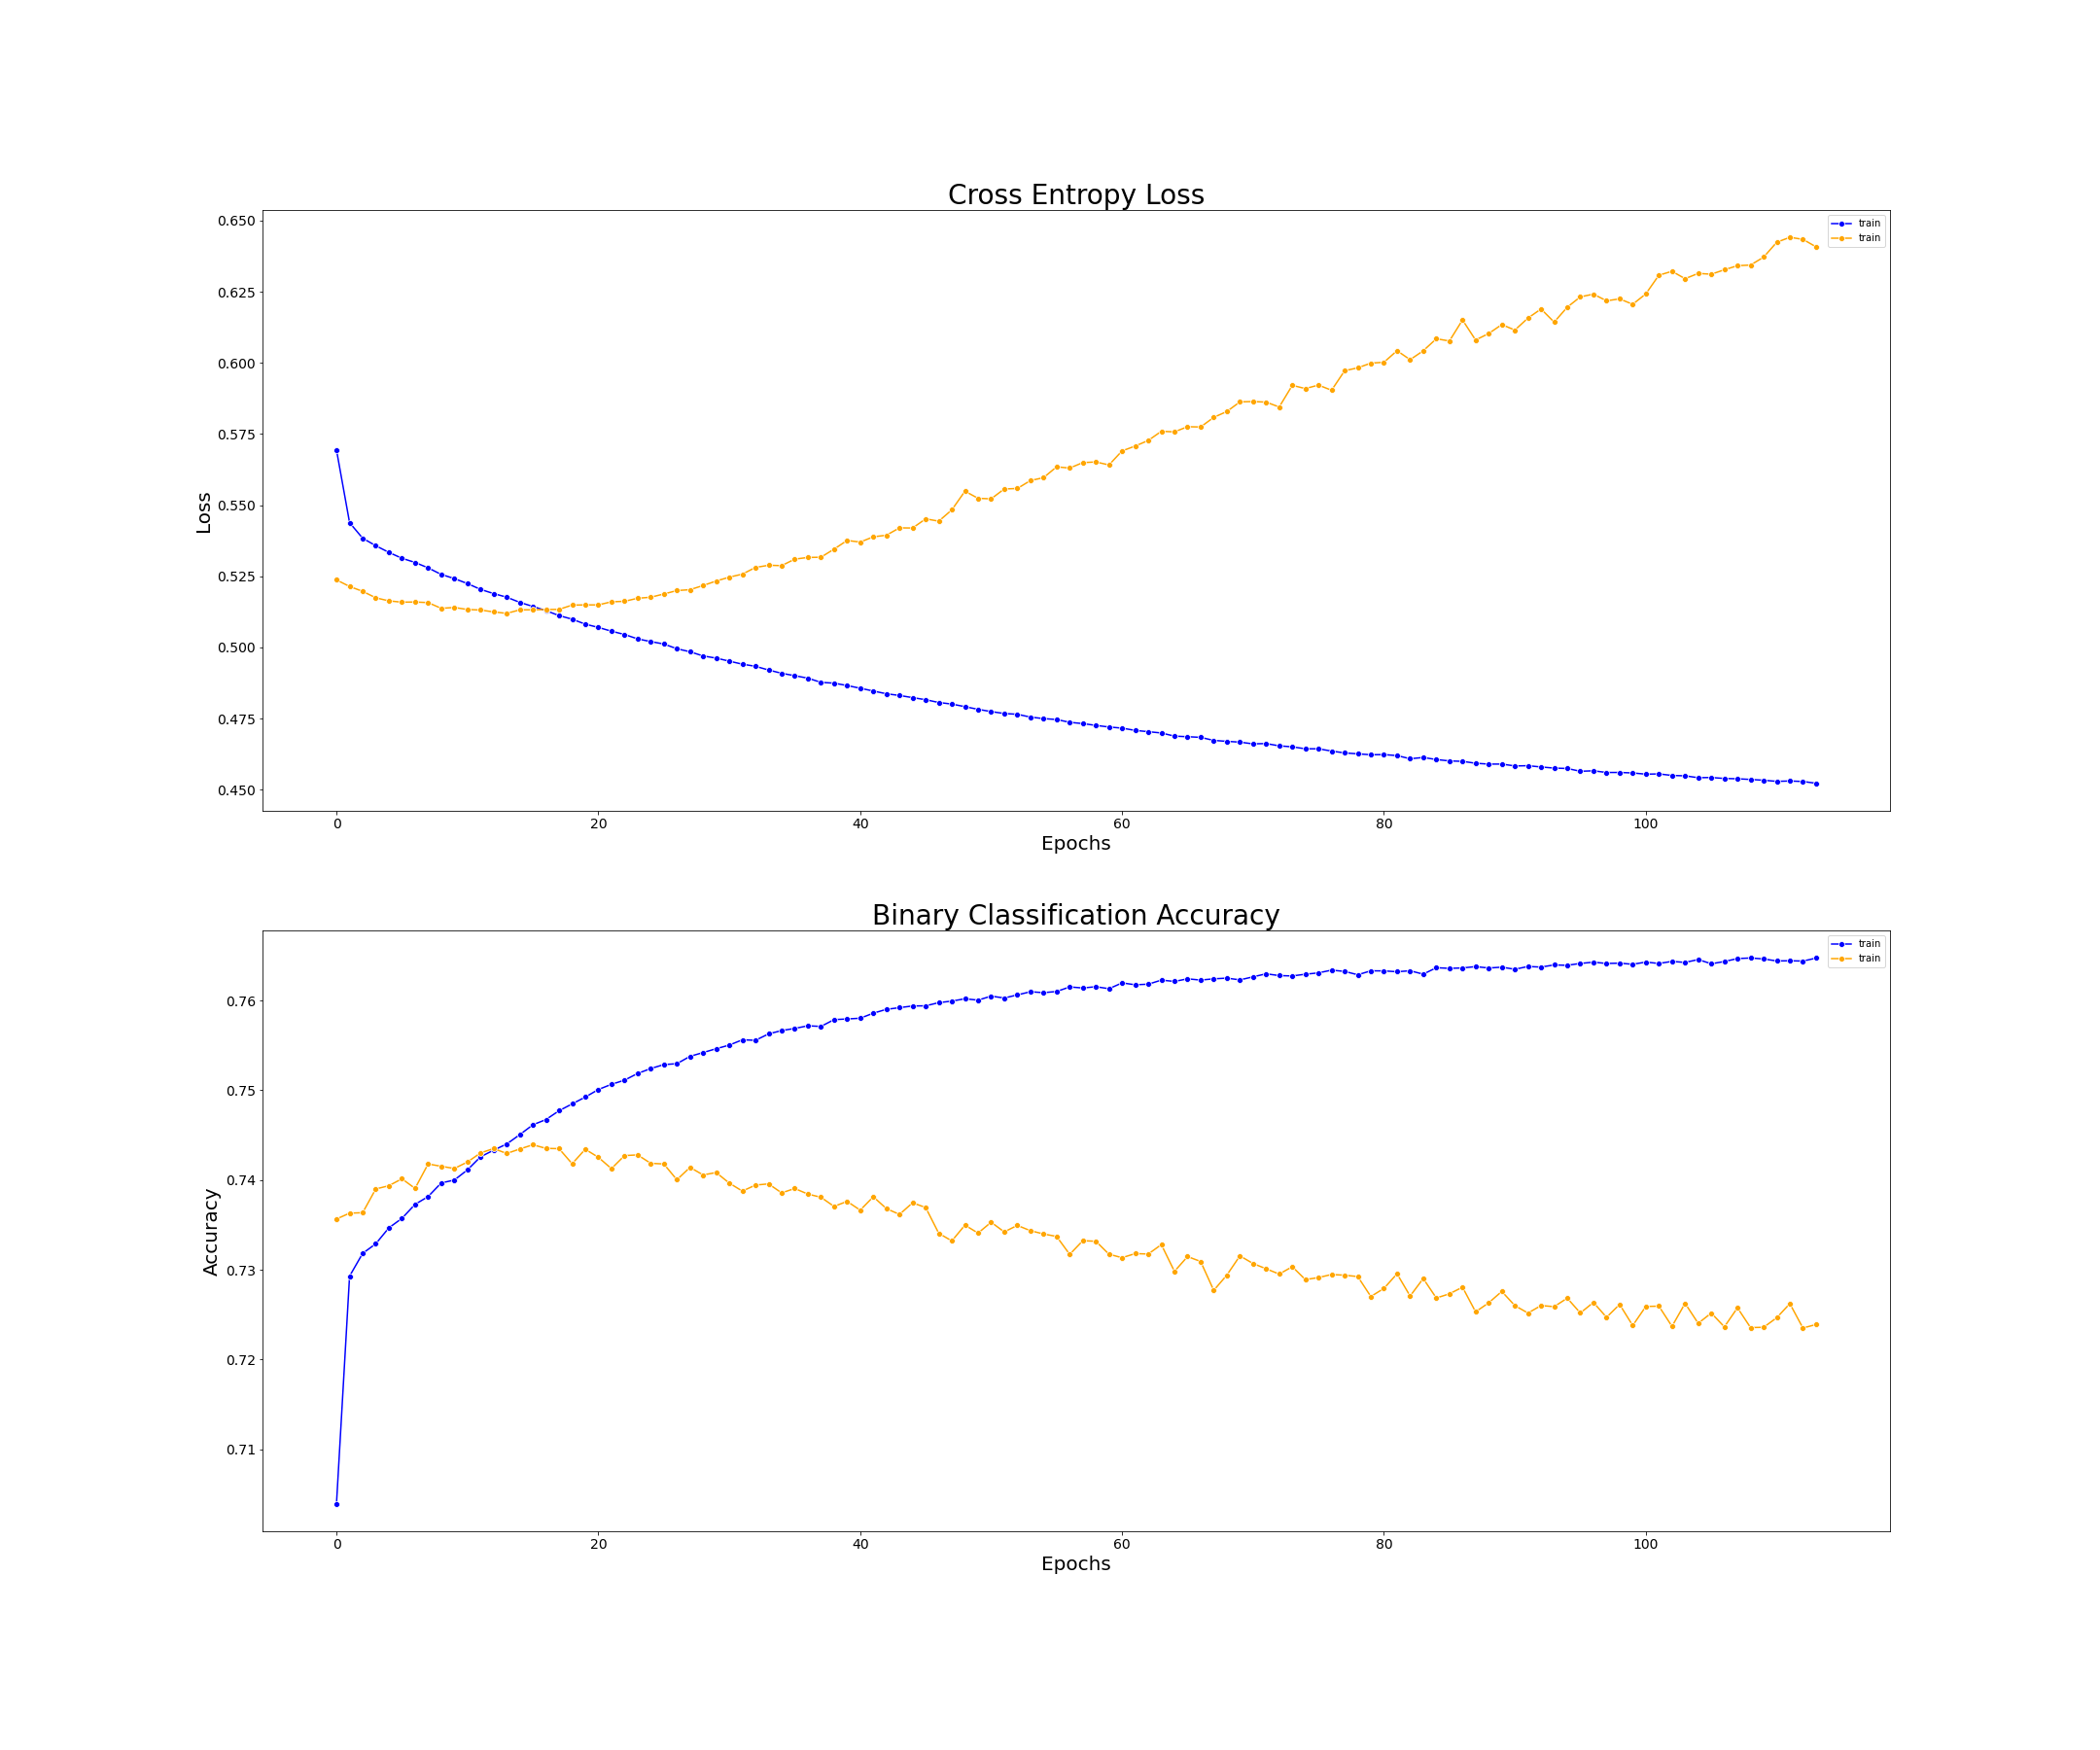 Cross Entropy Loss
train
train
0.650
0.625
0.600
0.575
0.550
0.525
0.500
0.475
0.450
Loss
0 20 40 60 80 100
Epochs
Binary Classification Accuracy
train
train
0.76
0.75
0.74
0.73
0.72
0.71
Accuracy
0 20 40 60 80 100
Epochs